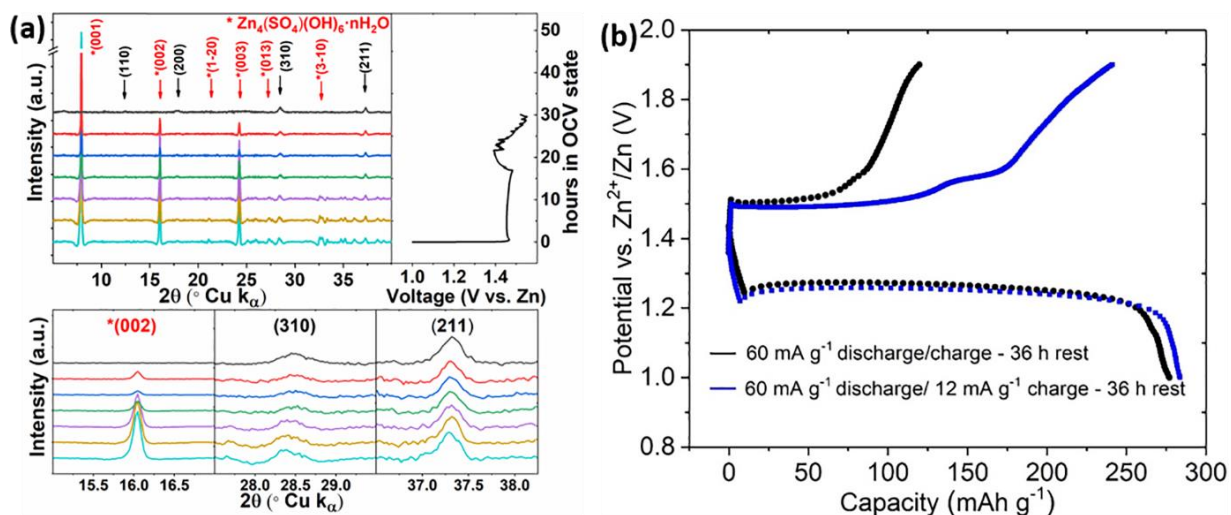 (a)
* Zn4(SO4)(OH)6·nH2O
*(001)
(110)
*(002)
(200)
*(1-20)
*(003)
*(013)
(310)
*(3-10)
(211)
Intensity (a.u.)
10 15 20 25 30 35
2θ (° Cu kα)
50
40
30
20
10
0
hours in OCV state
1.0 1.2 1.4
Voltage (V vs. Zn)
*(002) (310) (211)
Intensity (a.u.)
15.5 16.0 16.5 28.0 28.5 29.0 37.0 37.5 38.0
2θ (° Cu kα)
(b)
Potential vs. Zn2+/Zn (V)
2.0
1.8
1.6
1.4
1.2
1.0
0.8
60 mA g-1 discharge/charge - 36 h rest
60 mA g-1 discharge/ 12 mA g-1 charge - 36 h rest
0 50 100 150 200 250 300
Capacity (mAh g-1)